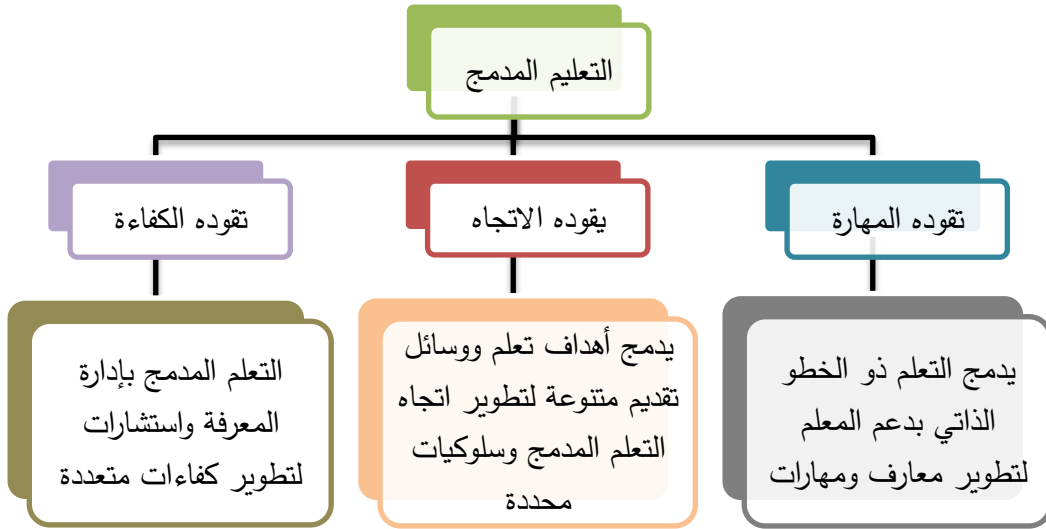 التعليم المدمج
تقوده المهارة
يقوده الاتجاه
تقوده الكفاءة
يدمج التعلم ذو الخطو
الذاتي بدعم المعلم
لتطوير معارف ومهارات
يدمج أهداف تعلم ووسائل
تقديم متنوعة لتطوير اتجاه
التعلم المدمج وسلوكيات
محددة
التعلم المدمج بإدارة
المعرفة واستشارات
لتطوير كفاءات متعددة